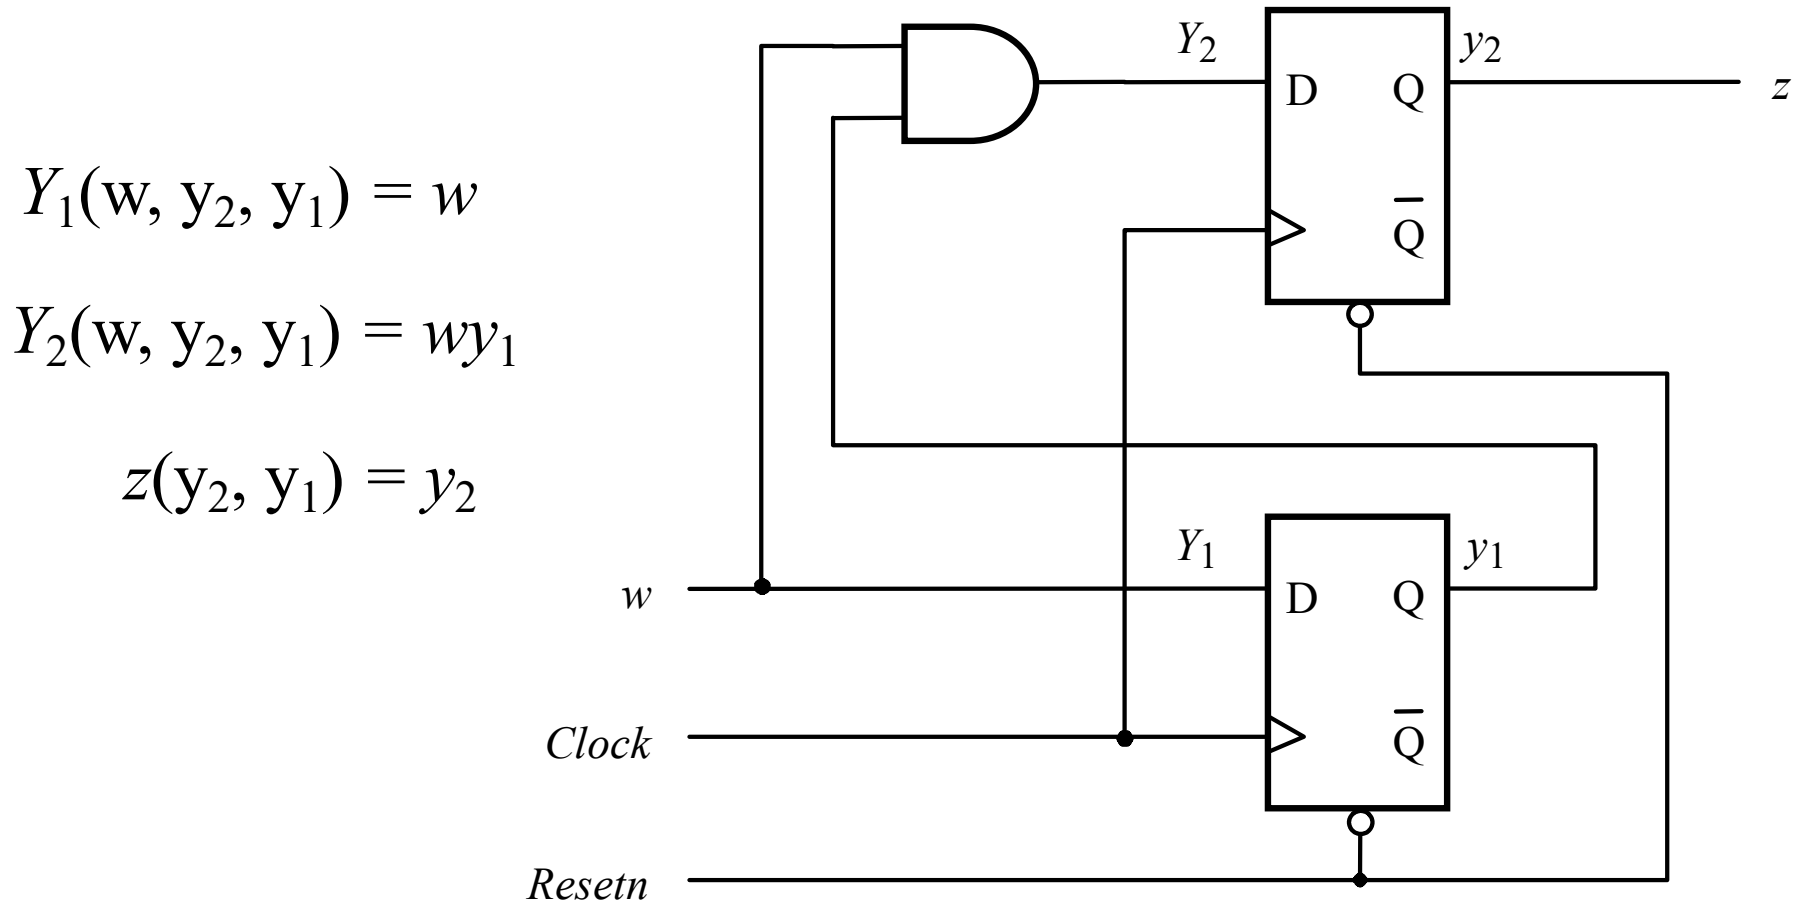 Y₁(w, y₂, y₁) = w
Y₂(w, y₂, y₁) = wy₁
z(y₂, y₁) = y₂
Y₂
y₂
D
Q
z
Q̅
Y₁
y₁
w
D
Q
Clock
Q̅
Resetn